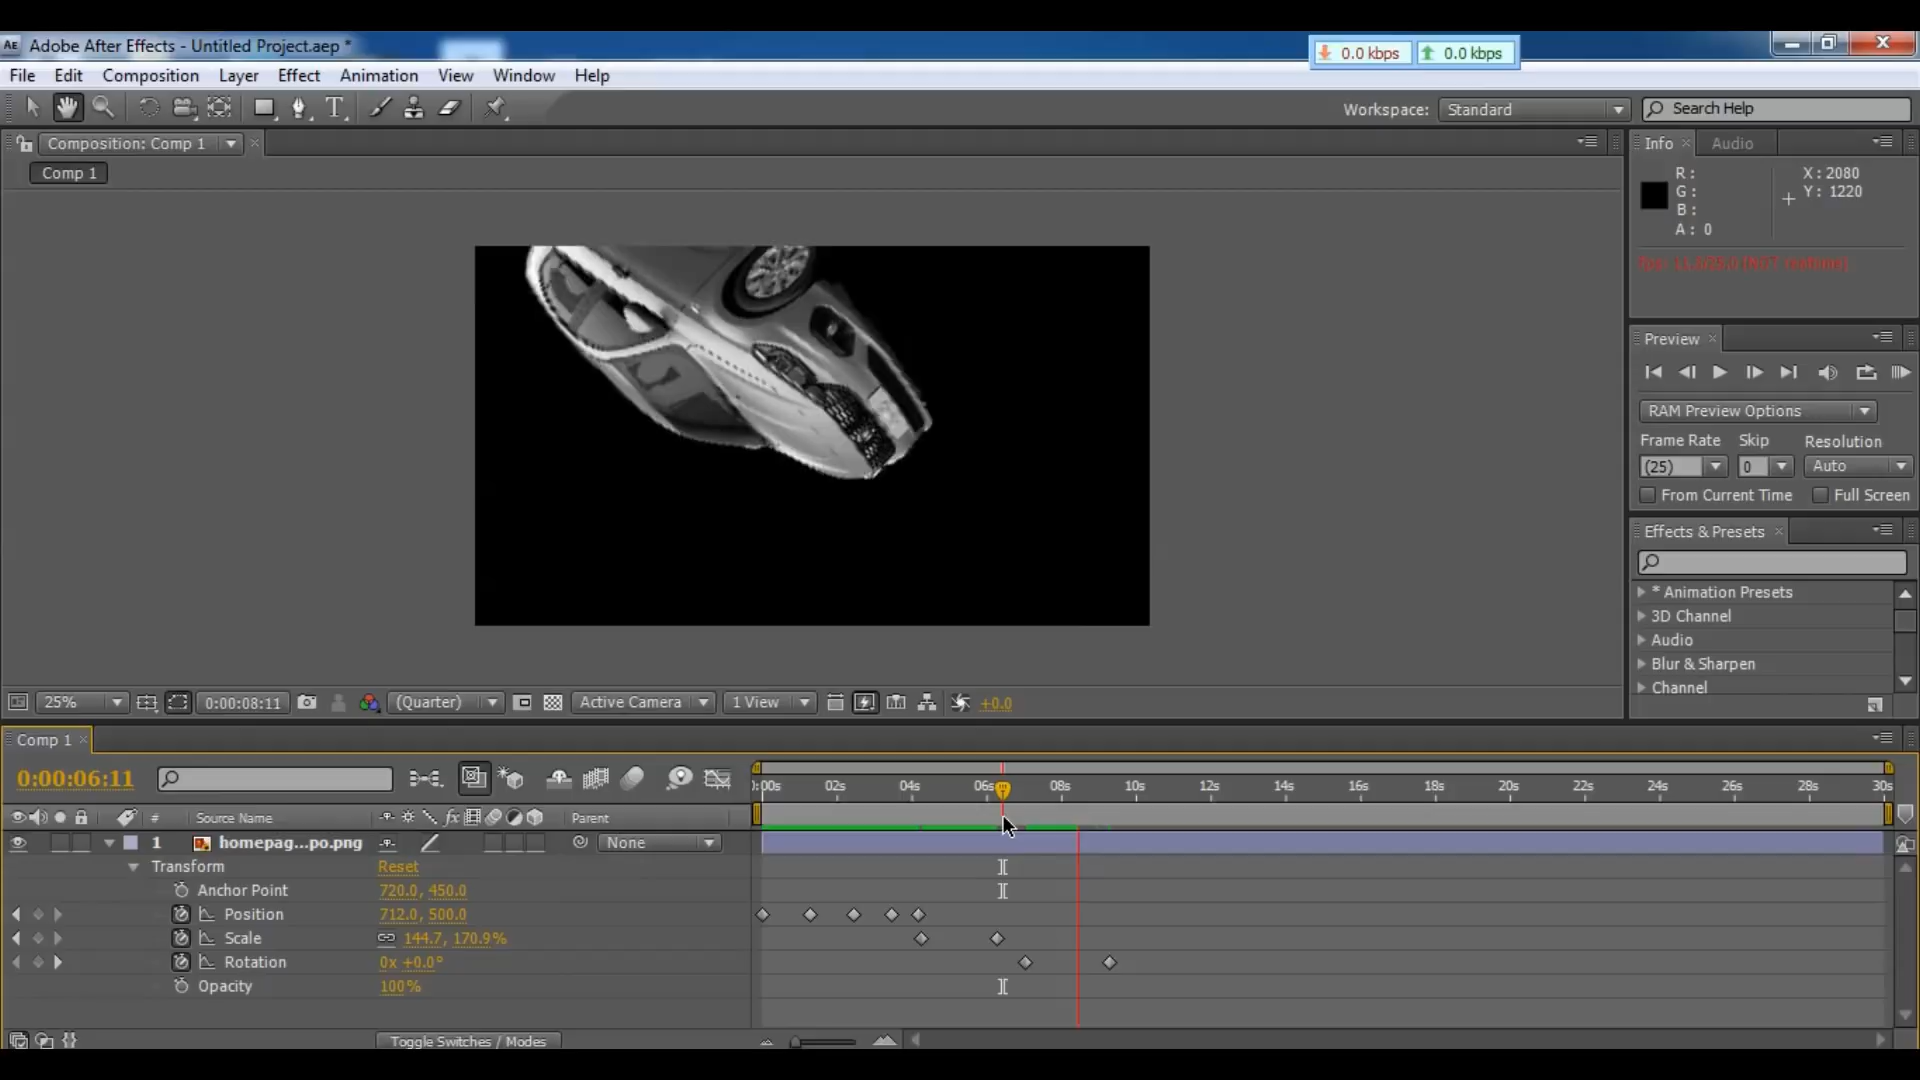 AE Adobe After Effects - Untitled Project.aep *
0.0 kbps 0.0 kbps
File Edit Composition Layer Effect Animation View Window Help
T Workspace: Standard Search Help
Composition: Comp 1
Info Audio
Comp 1
R : X : 2080
G : Y : 1220
B :
A : 0
Preview
RAM Preview Options
Frame Rate Skip Resolution
(25) 0 Auto
From Current Time Full Screen
Effects & Presets
* Animation Presets
3D Channel
Audio
Blur & Sharpen
Channel
25% 0:00:08:11 (Quarter) Active Camera 1 View +0.0
Comp 1
0:00:06:11
:00s 02s 04s 06s 08s 10s 12s 14s 16s 18s 20s 22s 24s 26s 28s 30s
# Source Name fx Parent
1 homepag...po.png None
Transform Reset
Anchor Point 720.0, 450.0
Position 712.0, 500.0
Scale 144.7, 170.9%
Rotation 0x +0.0°
Opacity 100%
Toggle Switches / Modes